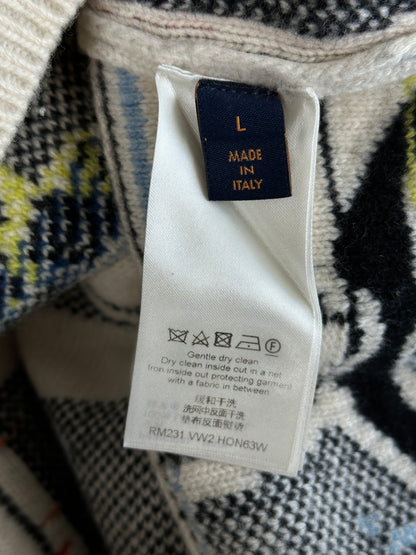 L
MADE
IN
ITALY
Gentle dry clean
Dry clean inside out in a net
Iron inside out protecting garment
with a fabric in between
缓和干洗
洗网中反面干洗
垫布反面熨烫
RM231 VW2 HON63W